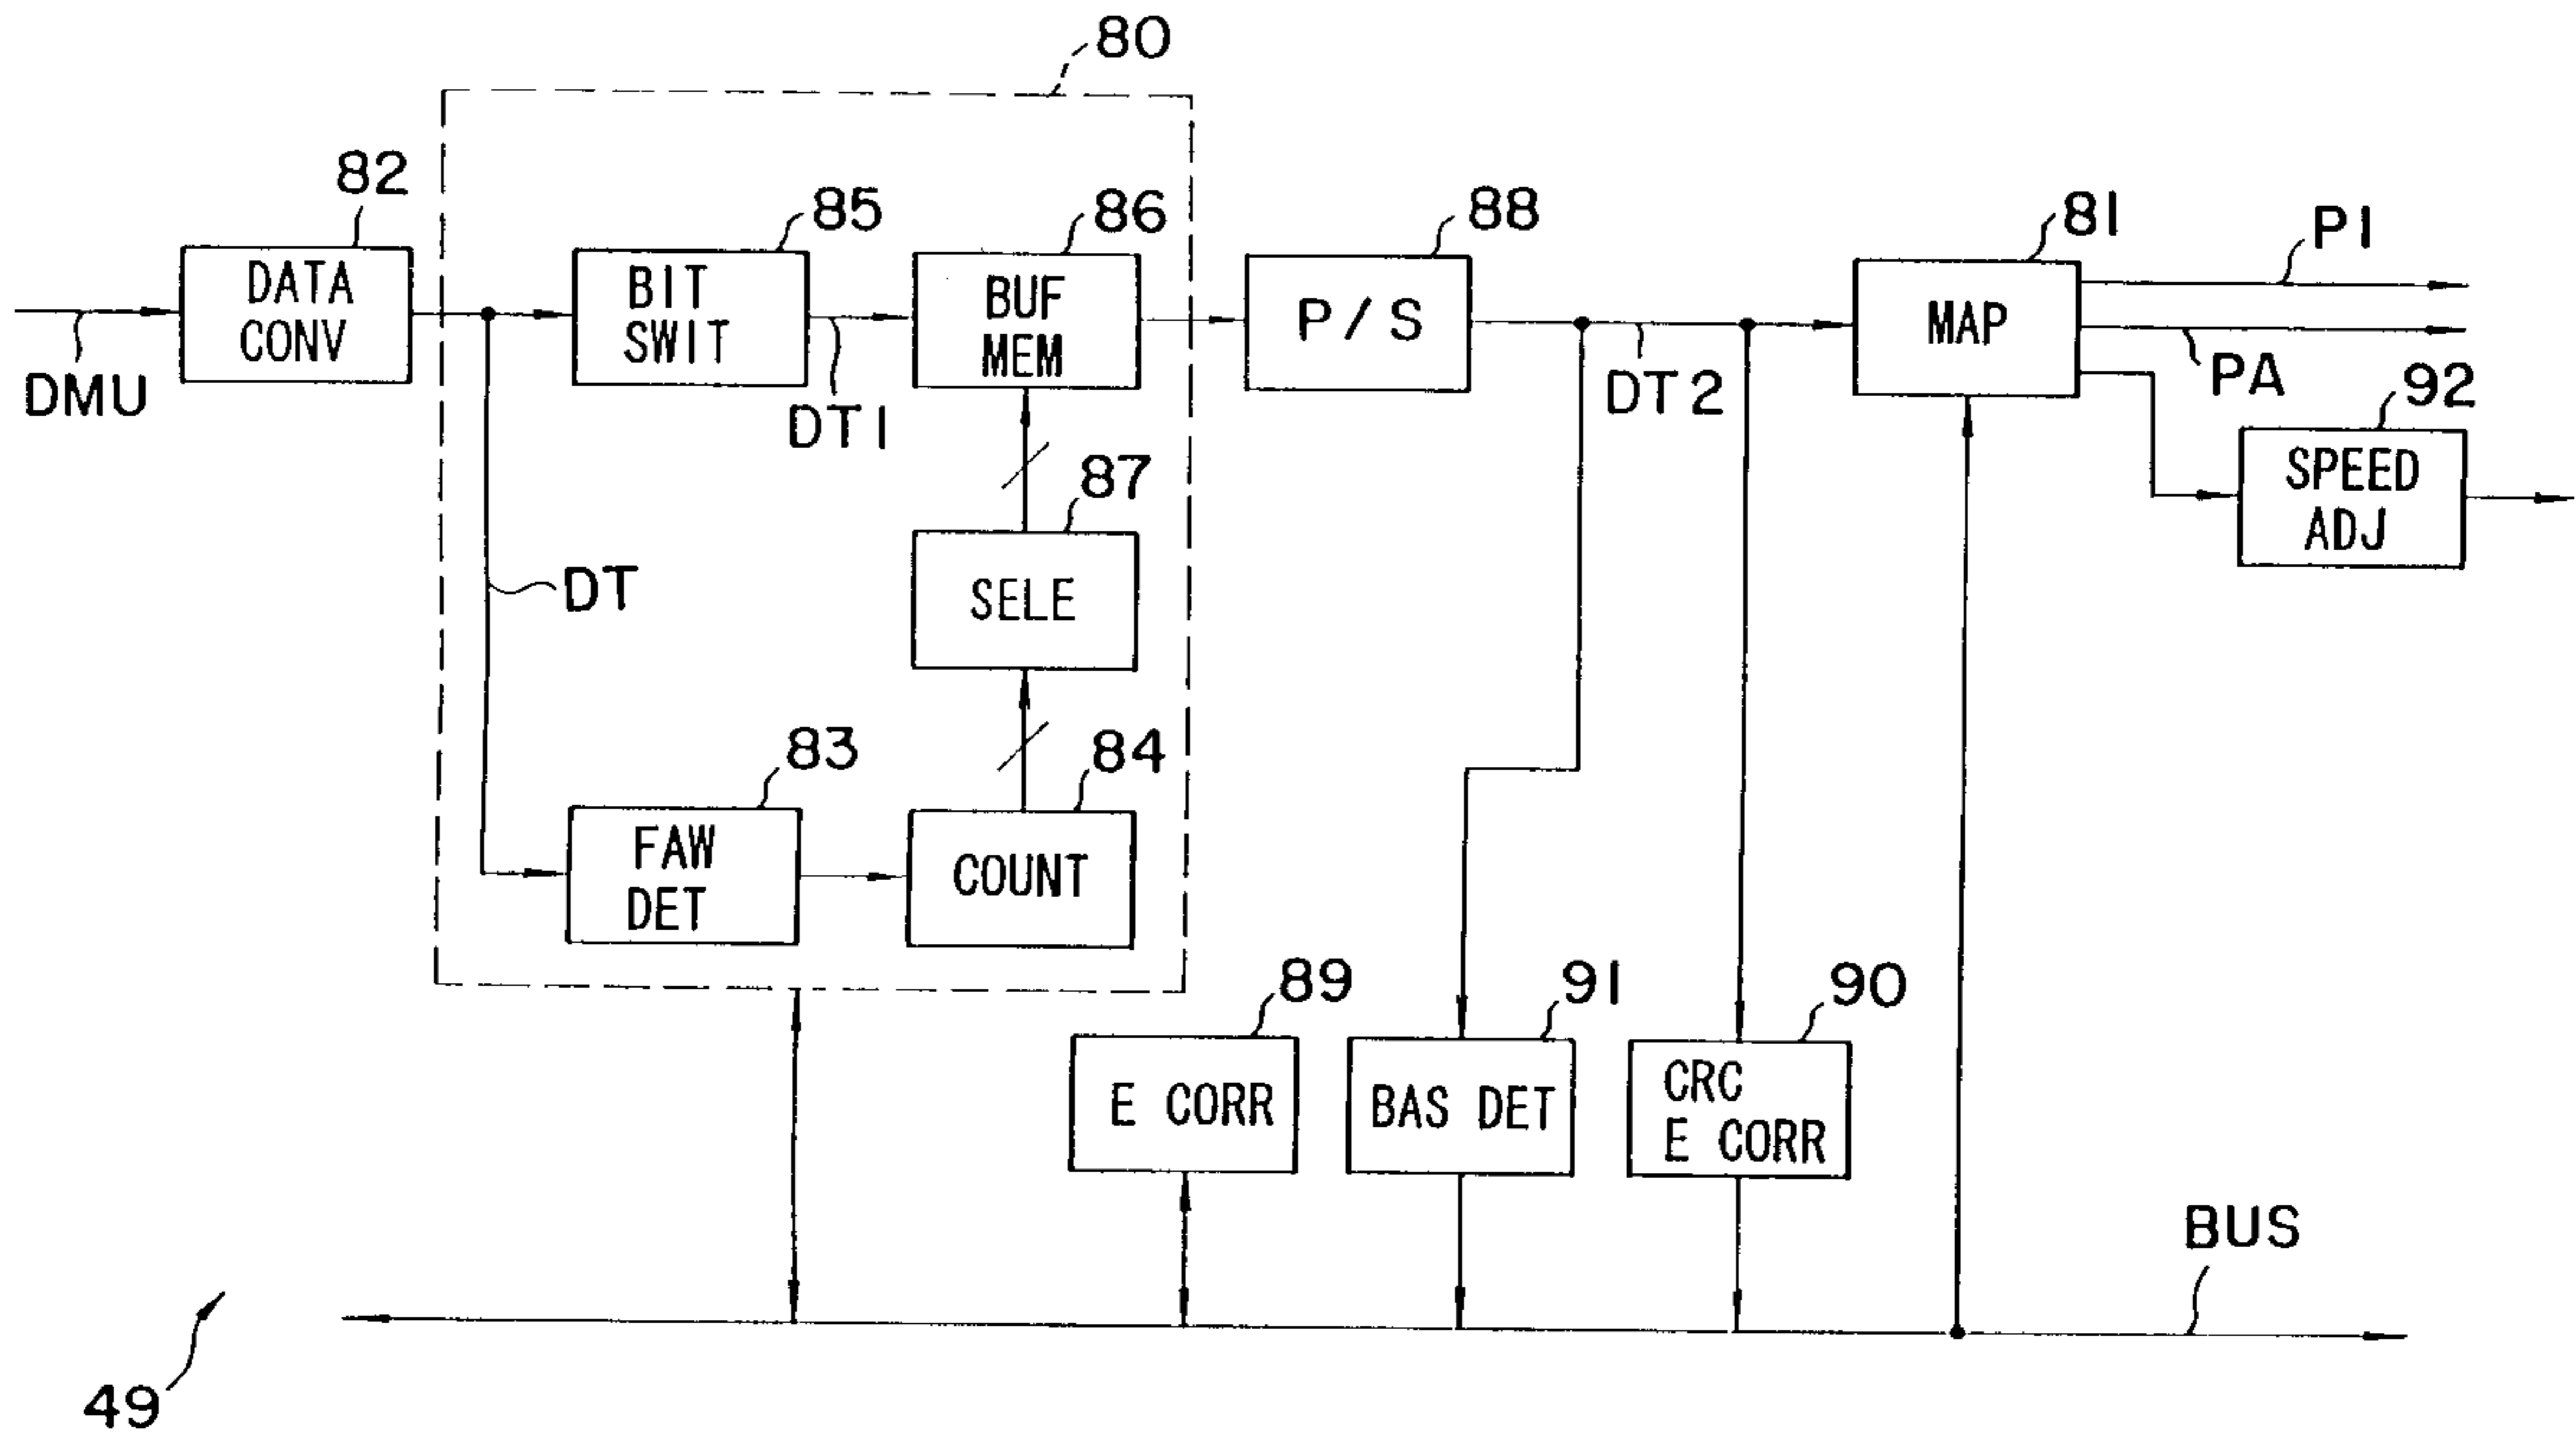 80
82
85
86
88
81
PI
DATA
CONV
BIT
SWIT
BUF
MEM
P/S
MAP
DMU
DT1
DT2
PA
92
87
SPEED
ADJ
DT
SELE
83
84
FAW
DET
COUNT
89
91
90
E CORR
BAS DET
CRC
E CORR
BUS
49